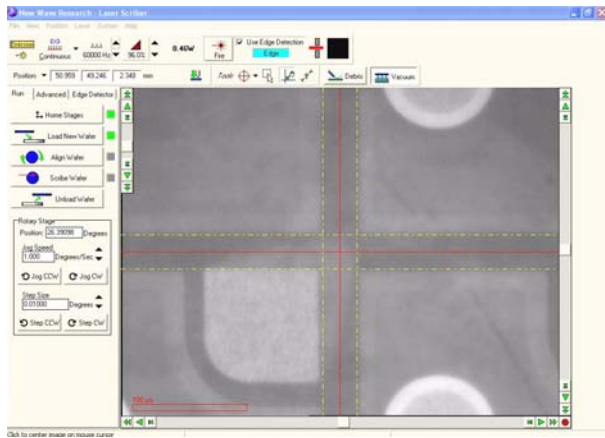 New Wave Research - Laser Scriber
File View Position Laser System Help
Continuous 60000 Hz 96.0% 0.46W Fire Use Edge Detection
Edge
Position: 50.959 49.246 2.348 mm Tools Debris Vacuum
Run Advanced Edge Detector
Home Stages
Load New Wafer
Align Wafer
Scribe Wafer
Unload Wafer
Rotary Stage
Position: 26.39098 Degrees
Jog Speed
1.000 Degrees/Sec
Jog CCW Jog CW
Step Size
0.01000 Degrees
Step CCW Step CW
100 µm
Click to center image on mouse cursor